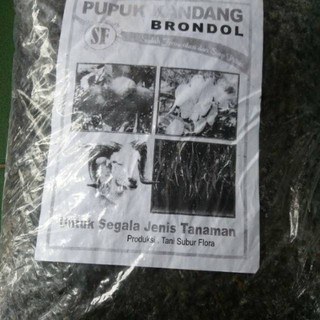 PUPUK KANDANG
BRONDOL
SF
Untuk Segala Jenis Tanaman
Produksi : Tani Subur Flora